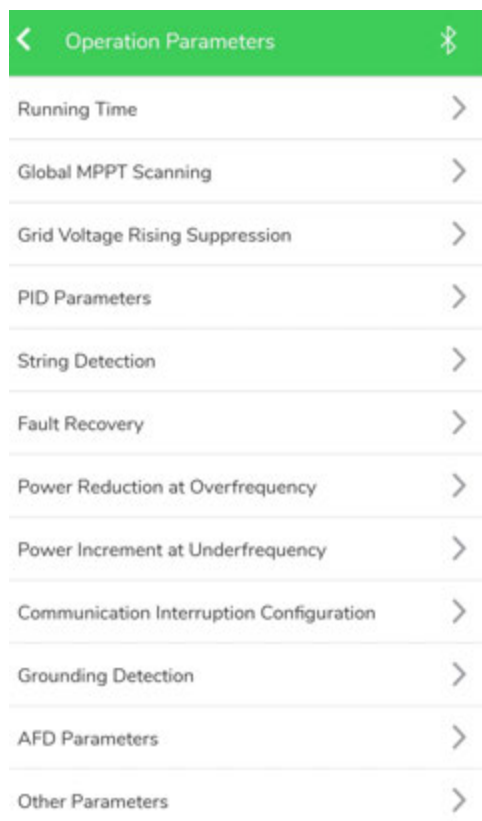 Operation Parameters
Running Time
Global MPPT Scanning
Grid Voltage Rising Suppression
PID Parameters
String Detection
Fault Recovery
Power Reduction at Overfrequency
Power Increment at Underfrequency
Communication Interruption Configuration
Grounding Detection
AFD Parameters
Other Parameters